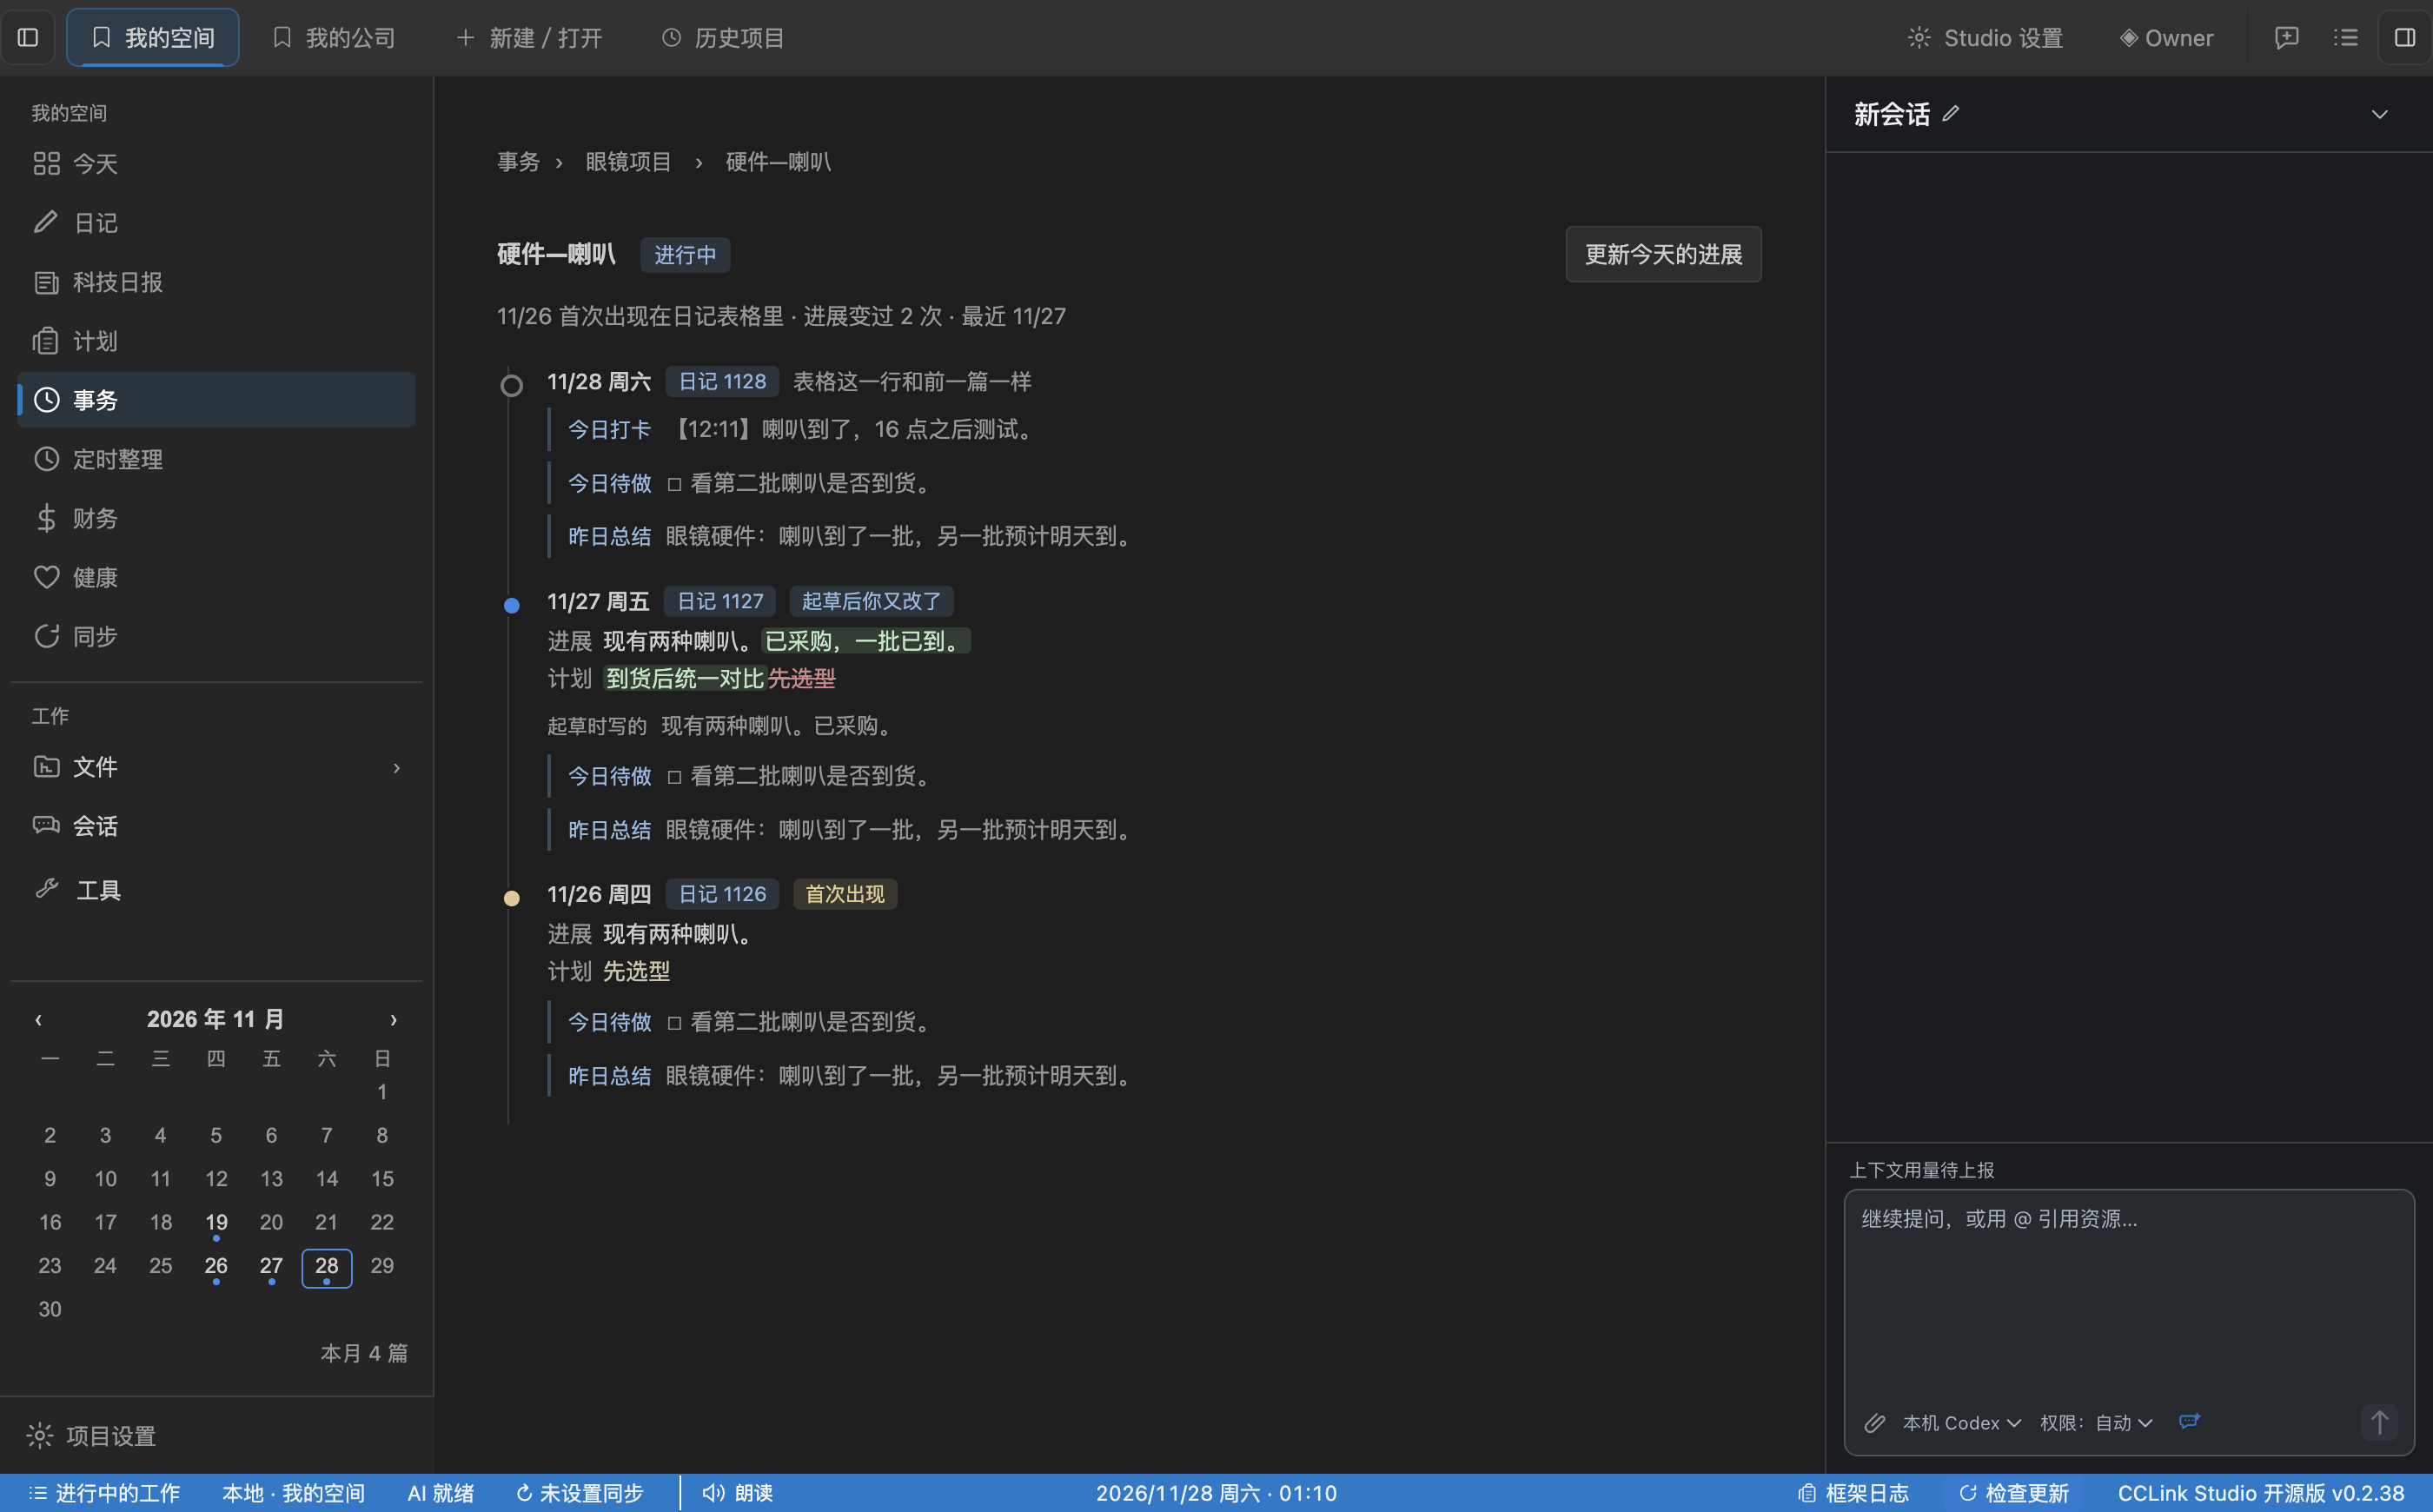 我的空间
我的公司
新建 / 打开
历史项目
Studio 设置
Owner
我的空间
今天
日记
科技日报
计划
事务
定时整理
财务
健康
同步
工作
文件
会话
工具
2026 年 11 月
一 二 三 四 五 六 日
1
2 3 4 5 6 7 8
9 10 11 12 13 14 15
16 17 18 19 20 21 22
23 24 25 26 27 28 29
30
本月 4 篇
项目设置
事务 › 眼镜项目 › 硬件—喇叭
硬件—喇叭 进行中
更新今天的进展
11/26 首次出现在日记表格里 · 进展变过 2 次 · 最近 11/27
11/28 周六 日记 1128 表格这一行和前一篇一样
今日打卡 【12:11】喇叭到了，16 点之后测试。
今日待做 □ 看第二批喇叭是否到货。
昨日总结 眼镜硬件：喇叭到了一批，另一批预计明天到。
11/27 周五 日记 1127 起草后你又改了
进展 现有两种喇叭。已采购，一批已到。
计划 到货后统一对比先选型
起草时写的 现有两种喇叭。已采购。
今日待做 □ 看第二批喇叭是否到货。
昨日总结 眼镜硬件：喇叭到了一批，另一批预计明天到。
11/26 周四 日记 1126 首次出现
进展 现有两种喇叭。
计划 先选型
今日待做 □ 看第二批喇叭是否到货。
昨日总结 眼镜硬件：喇叭到了一批，另一批预计明天到。
新会话
上下文用量待上报
继续提问，或用 @ 引用资源...
本机 Codex 权限：自动
进行中的工作
本地 · 我的空间
AI 就绪
未设置同步
朗读
2026/11/28 周六 · 01:10
框架日志
检查更新
CCLink Studio 开源版 v0.2.38